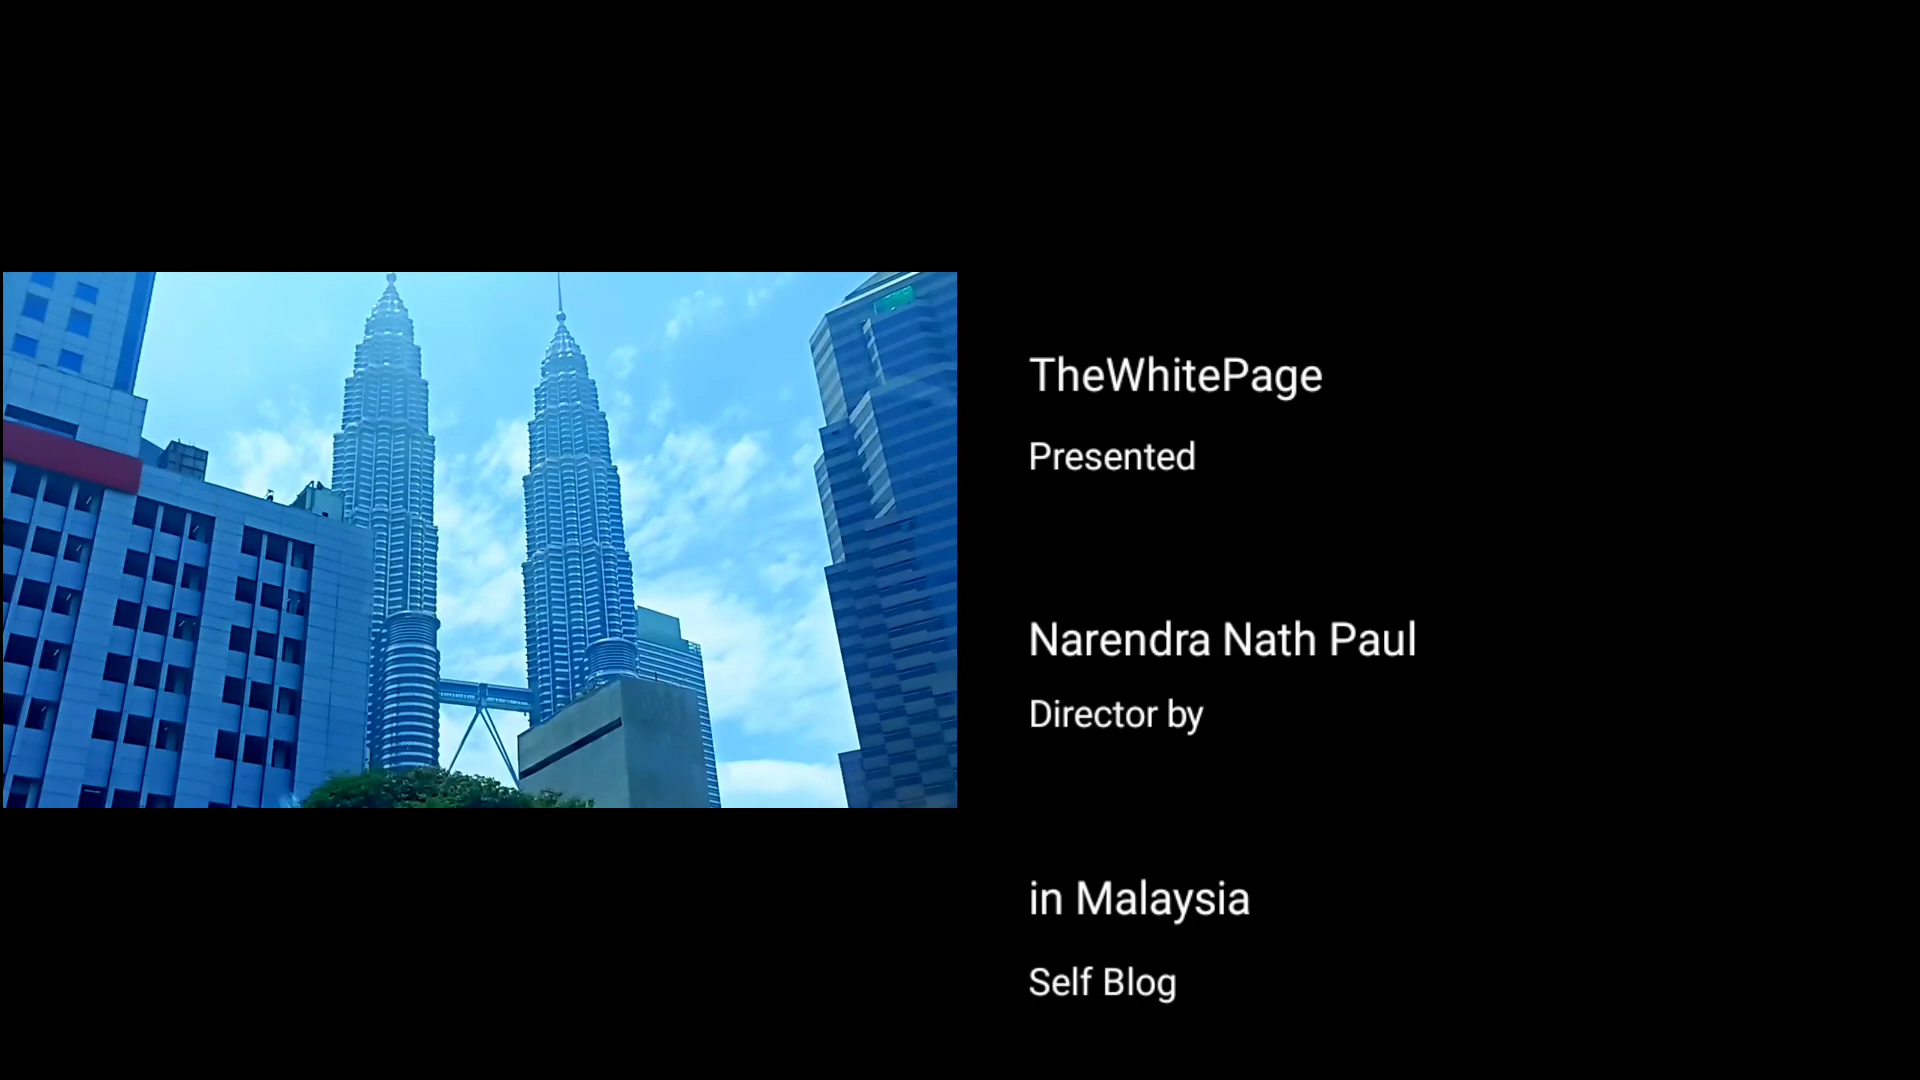 TheWhitePage
Presented
Narendra Nath Paul
Director by
in Malaysia
Self Blog